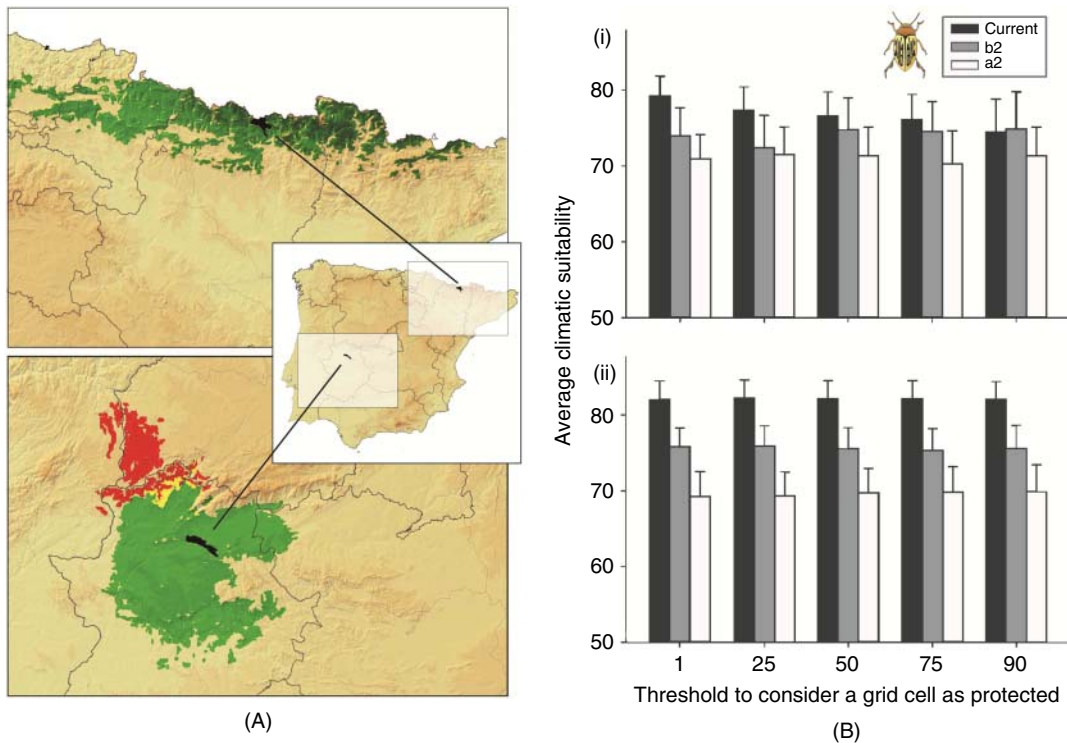 (A)
(i)
Current
b2
a2
80
70
60
50
(ii)
80
70
60
50
Average climatic suitability
1 25 50 75 90
Threshold to consider a grid cell as protected
(B)